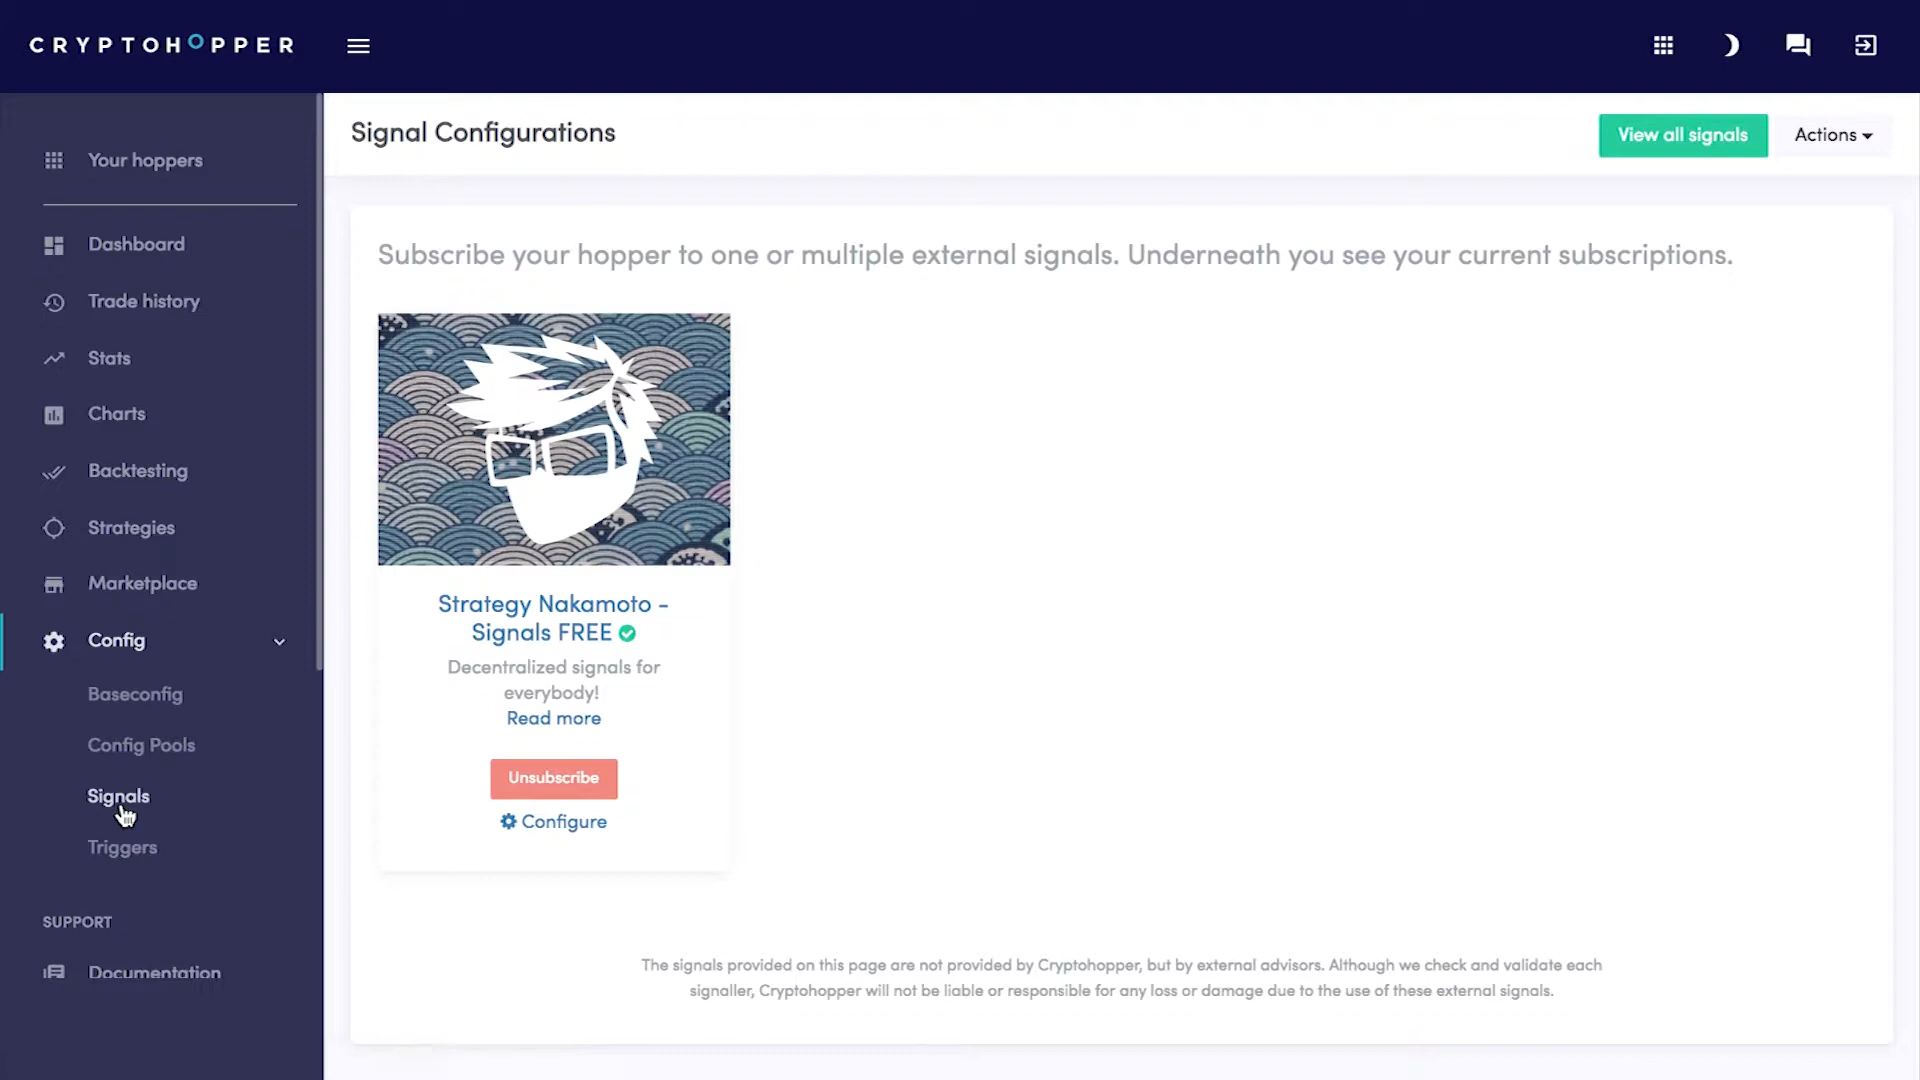 CRYPTOHOPPER
Your hoppers
Dashboard
Trade history
Stats
Charts
Backtesting
Strategies
Marketplace
Config
Baseconfig
Config Pools
Signals
Triggers
SUPPORT
Documentation
Signal Configurations
View all signals
Actions
Subscribe your hopper to one or multiple external signals. Underneath you see your current subscriptions.
Strategy Nakamoto -
Signals FREE
Decentralized signals for
everybody!
Read more
Unsubscribe
Configure
The signals provided on this page are not provided by Cryptohopper, but by external advisors. Although we check and validate each
signaller, Cryptohopper will not be liable or responsible for any loss or damage due to the use of these external signals.